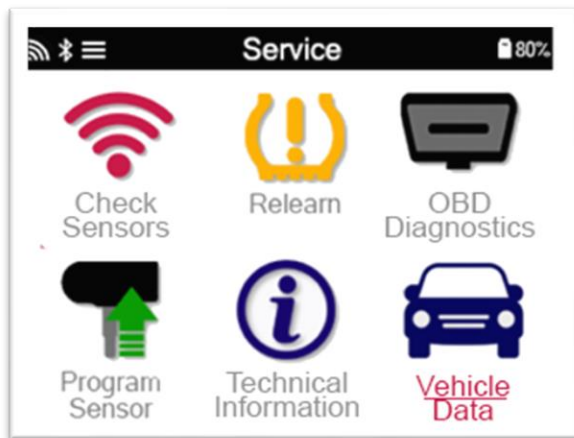 Service
80%
Check
Sensors
Relearn
OBD
Diagnostics
Program
Sensor
Technical
Information
Vehicle
Data